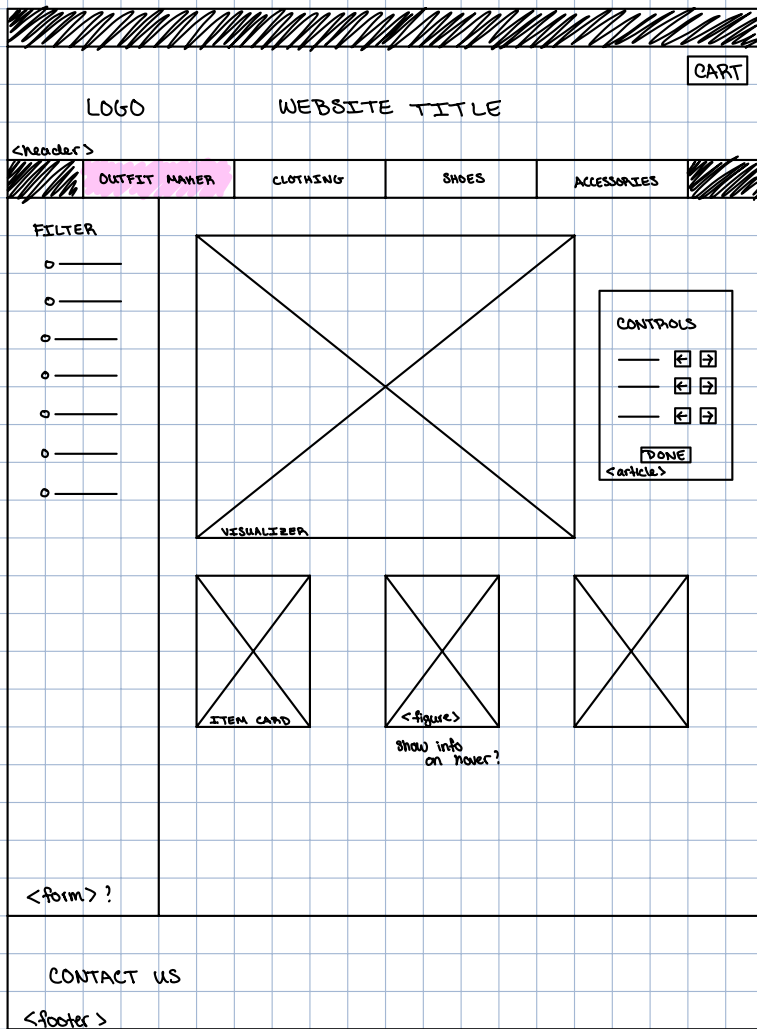 CART
LOGO
WEBSITE TITLE
<header>
OUTFIT MAKER
CLOTHING
SHOES
ACCESSORIES
FILTER
CONTROLS
← →
← →
← →
DONE
<article>
VISUALIZER
ITEM CARD
<figure>
show info
on hover?
<form>?
CONTACT US
<footer>